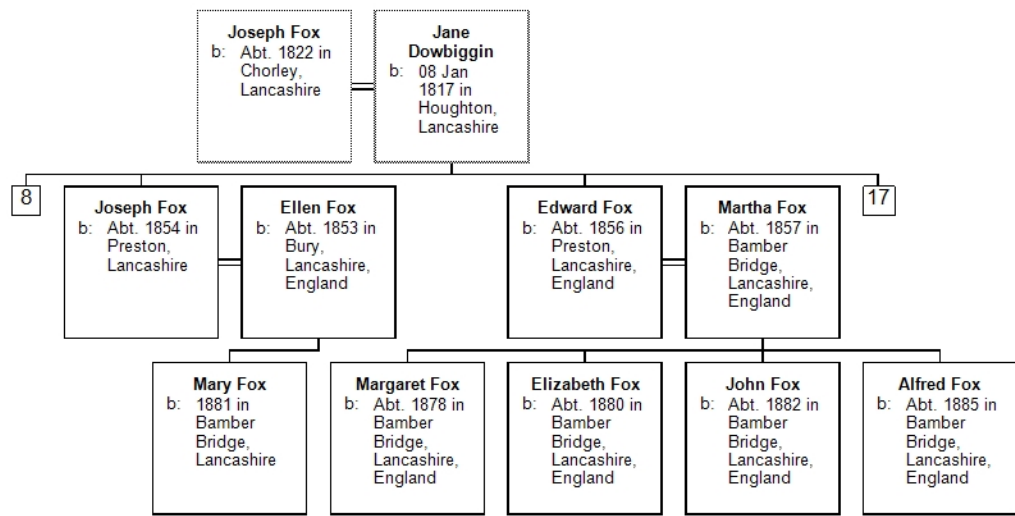 Joseph Fox
b: Abt. 1822 in
Chorley,
Lancashire
Jane
Dowbiggin
b: 08 Jan
1817 in
Houghton,
Lancashire
8
17
Joseph Fox
b: Abt. 1854 in
Preston,
Lancashire
Ellen Fox
b: Abt. 1853 in
Bury,
Lancashire,
England
Edward Fox
b: Abt. 1856 in
Preston,
Lancashire,
England
Martha Fox
b: Abt. 1857 in
Bamber
Bridge,
Lancashire,
England
Mary Fox
b: 1881 in
Bamber
Bridge,
Lancashire
Margaret Fox
b: Abt. 1878 in
Bamber
Bridge,
Lancashire,
England
Elizabeth Fox
b: Abt. 1880 in
Bamber
Bridge,
Lancashire,
England
John Fox
b: Abt. 1882 in
Bamber
Bridge,
Lancashire,
England
Alfred Fox
b: Abt. 1885 in
Bamber
Bridge,
Lancashire,
England